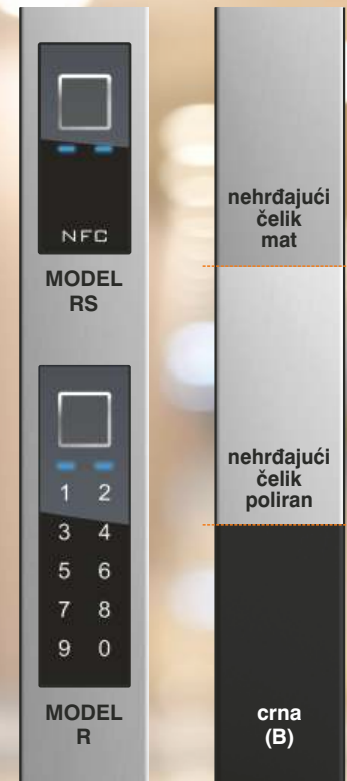 NFC
MODEL
RS
1 2
3 4
5 6
7 8
9 0
MODEL
R
nehrđajući
čelik
mat
nehrđajući
čelik
poliran
crna
(B)